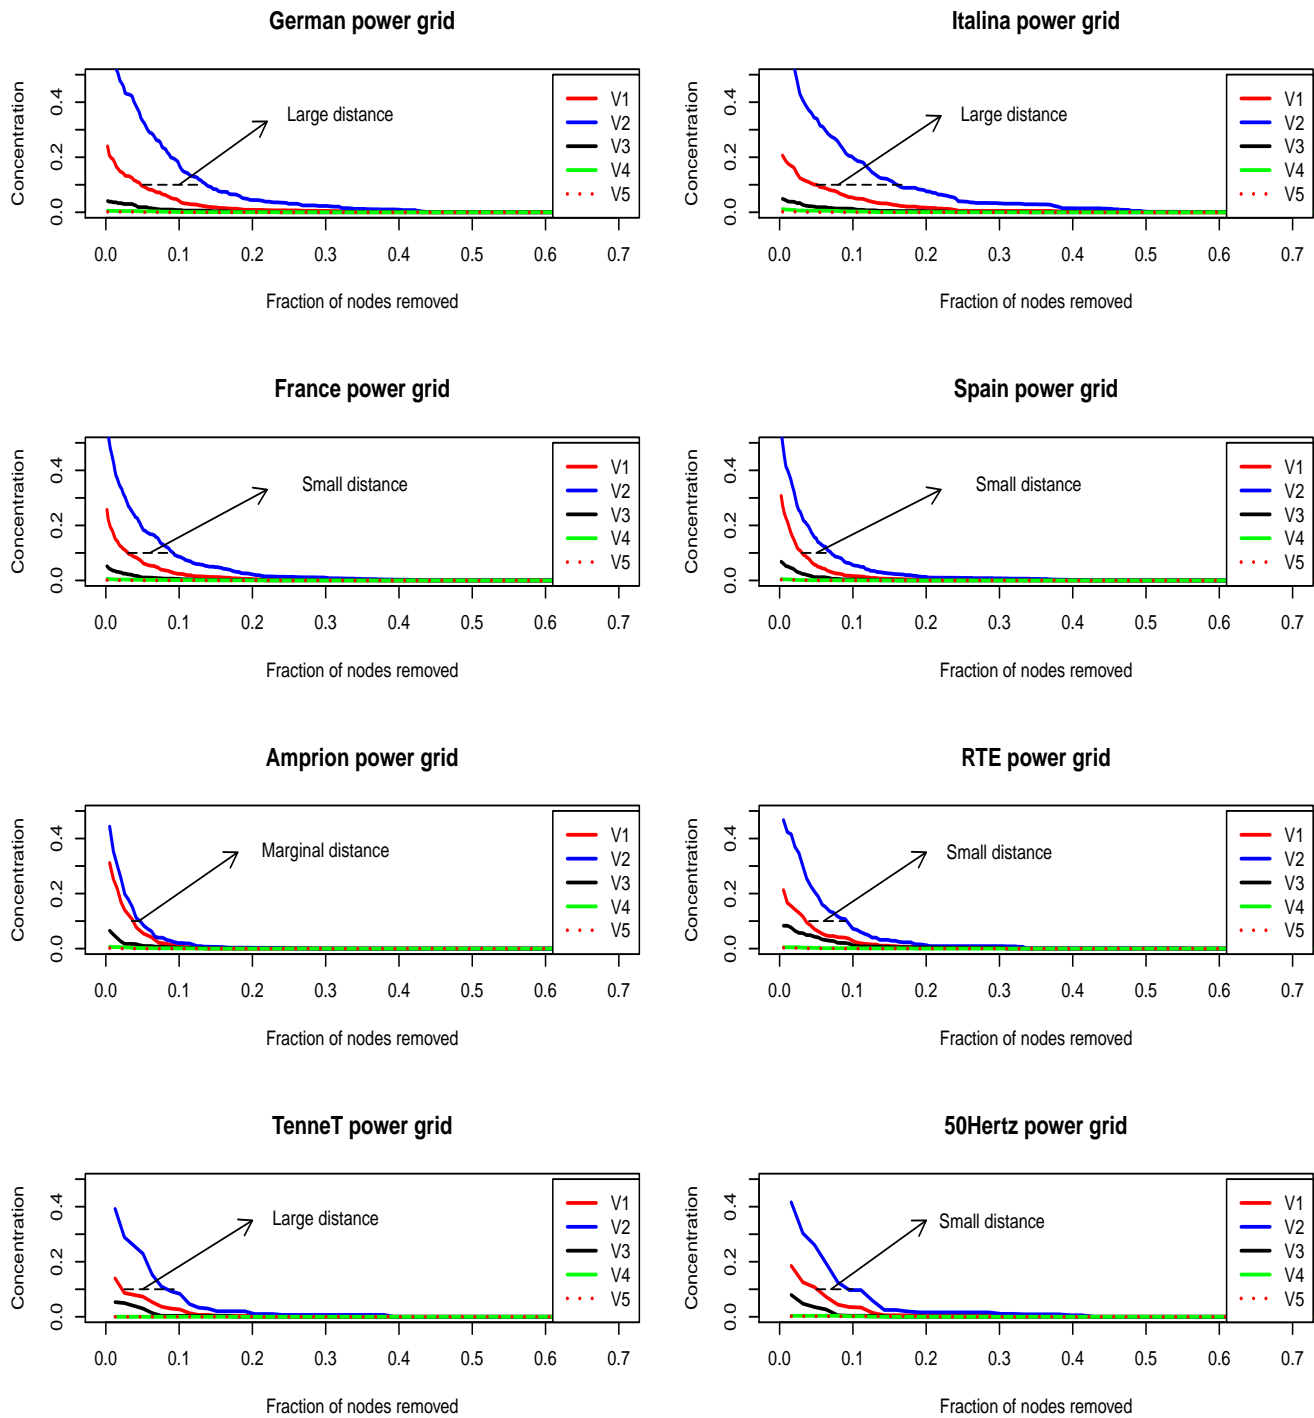 German power grid
Concentration
0.0 0.2 0.4
Large distance
V1
V2
V3
V4
V5
0.0 0.1 0.2 0.3 0.4 0.5 0.6 0.7
Fraction of nodes removed
Italina power grid
Concentration
0.0 0.2 0.4
Large distance
V1
V2
V3
V4
V5
0.0 0.1 0.2 0.3 0.4 0.5 0.6 0.7
Fraction of nodes removed
France power grid
Concentration
0.0 0.2 0.4
Small distance
V1
V2
V3
V4
V5
0.0 0.1 0.2 0.3 0.4 0.5 0.6 0.7
Fraction of nodes removed
Spain power grid
Concentration
0.0 0.2 0.4
Small distance
V1
V2
V3
V4
V5
0.0 0.1 0.2 0.3 0.4 0.5 0.6 0.7
Fraction of nodes removed
Amprion power grid
Concentration
0.0 0.2 0.4
Marginal distance
V1
V2
V3
V4
V5
0.0 0.1 0.2 0.3 0.4 0.5 0.6 0.7
Fraction of nodes removed
RTE power grid
Concentration
0.0 0.2 0.4
Small distance
V1
V2
V3
V4
V5
0.0 0.1 0.2 0.3 0.4 0.5 0.6 0.7
Fraction of nodes removed
TenneT power grid
Concentration
0.0 0.2 0.4
Large distance
V1
V2
V3
V4
V5
0.0 0.1 0.2 0.3 0.4 0.5 0.6 0.7
Fraction of nodes removed
50Hertz power grid
Concentration
0.0 0.2 0.4
Small distance
V1
V2
V3
V4
V5
0.0 0.1 0.2 0.3 0.4 0.5 0.6 0.7
Fraction of nodes removed